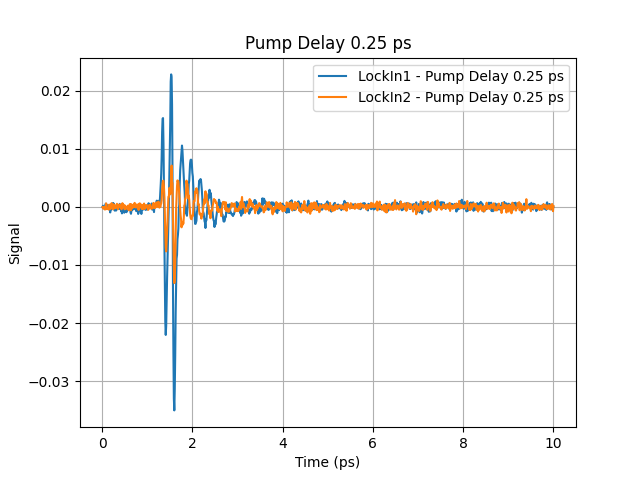 Pump Delay 0.25 ps
LockIn1 - Pump Delay 0.25 ps
LockIn2 - Pump Delay 0.25 ps
0.02
0.01
0.00
−0.01
−0.02
−0.03
Signal
0 2 4 6 8 10
Time (ps)